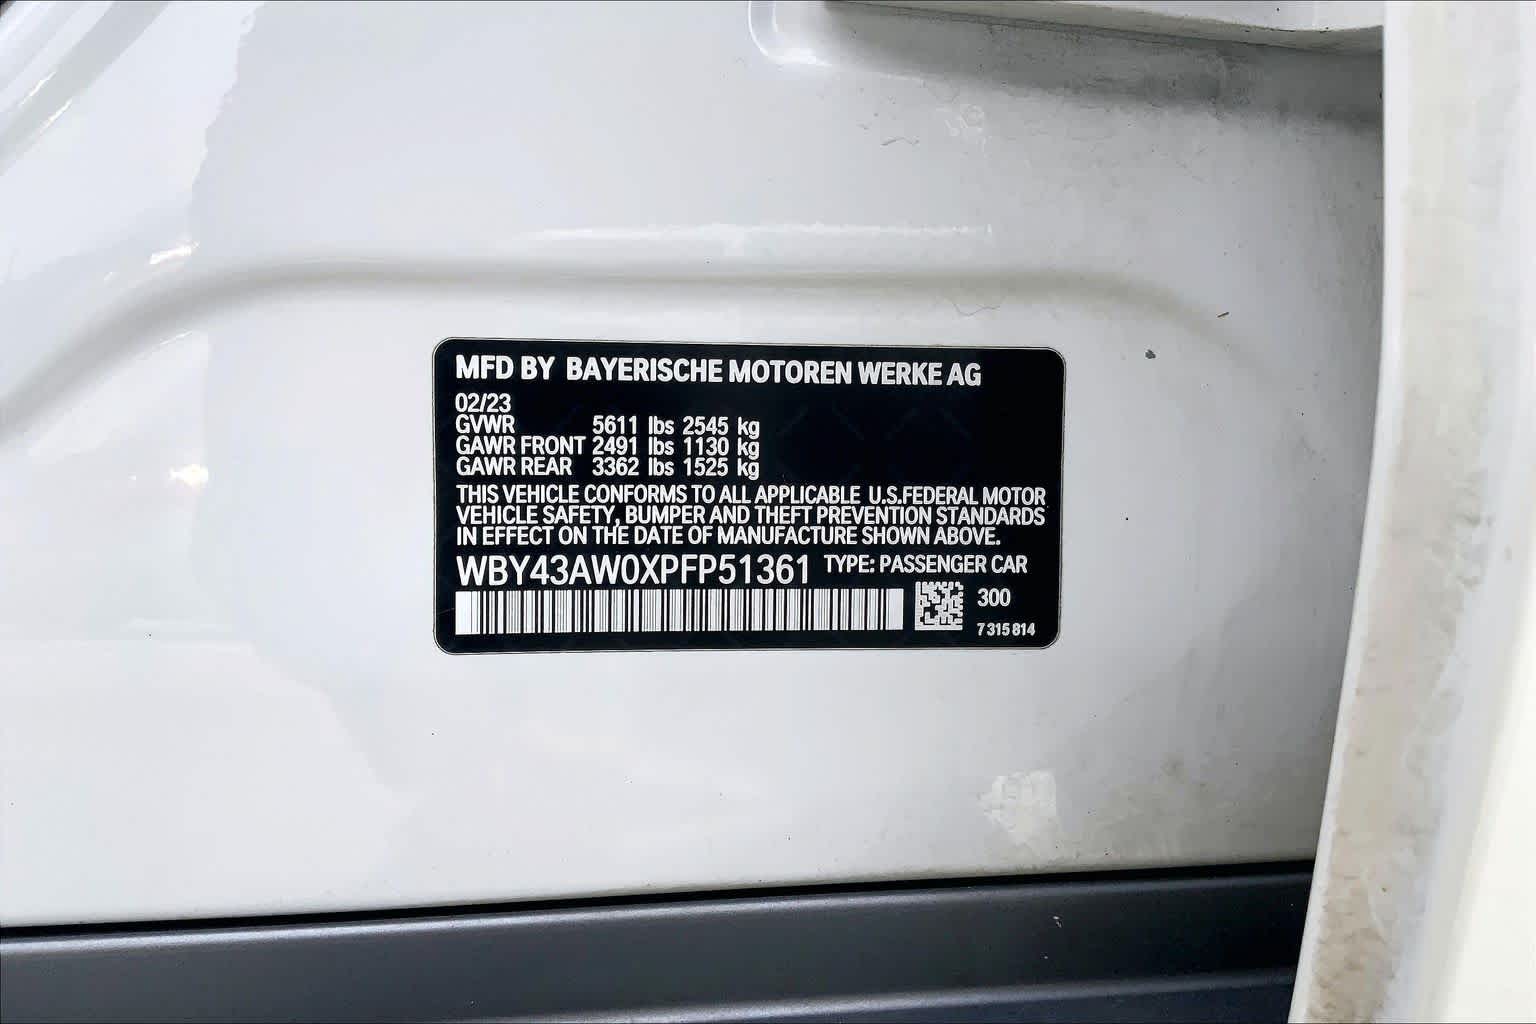 MFD BY BAYERISCHE MOTOREN WERKE AG
02/23
GVWR 5611 lbs 2545 kg
GAWR FRONT 2491 lbs 1130 kg
GAWR REAR 3362 lbs 1525 kg
THIS VEHICLE CONFORMS TO ALL APPLICABLE U.S.FEDERAL MOTOR
VEHICLE SAFETY, BUMPER AND THEFT PREVENTION STANDARDS
IN EFFECT ON THE DATE OF MANUFACTURE SHOWN ABOVE.
WBY43AW0XPFP51361 TYPE: PASSENGER CAR
300
7 315 814